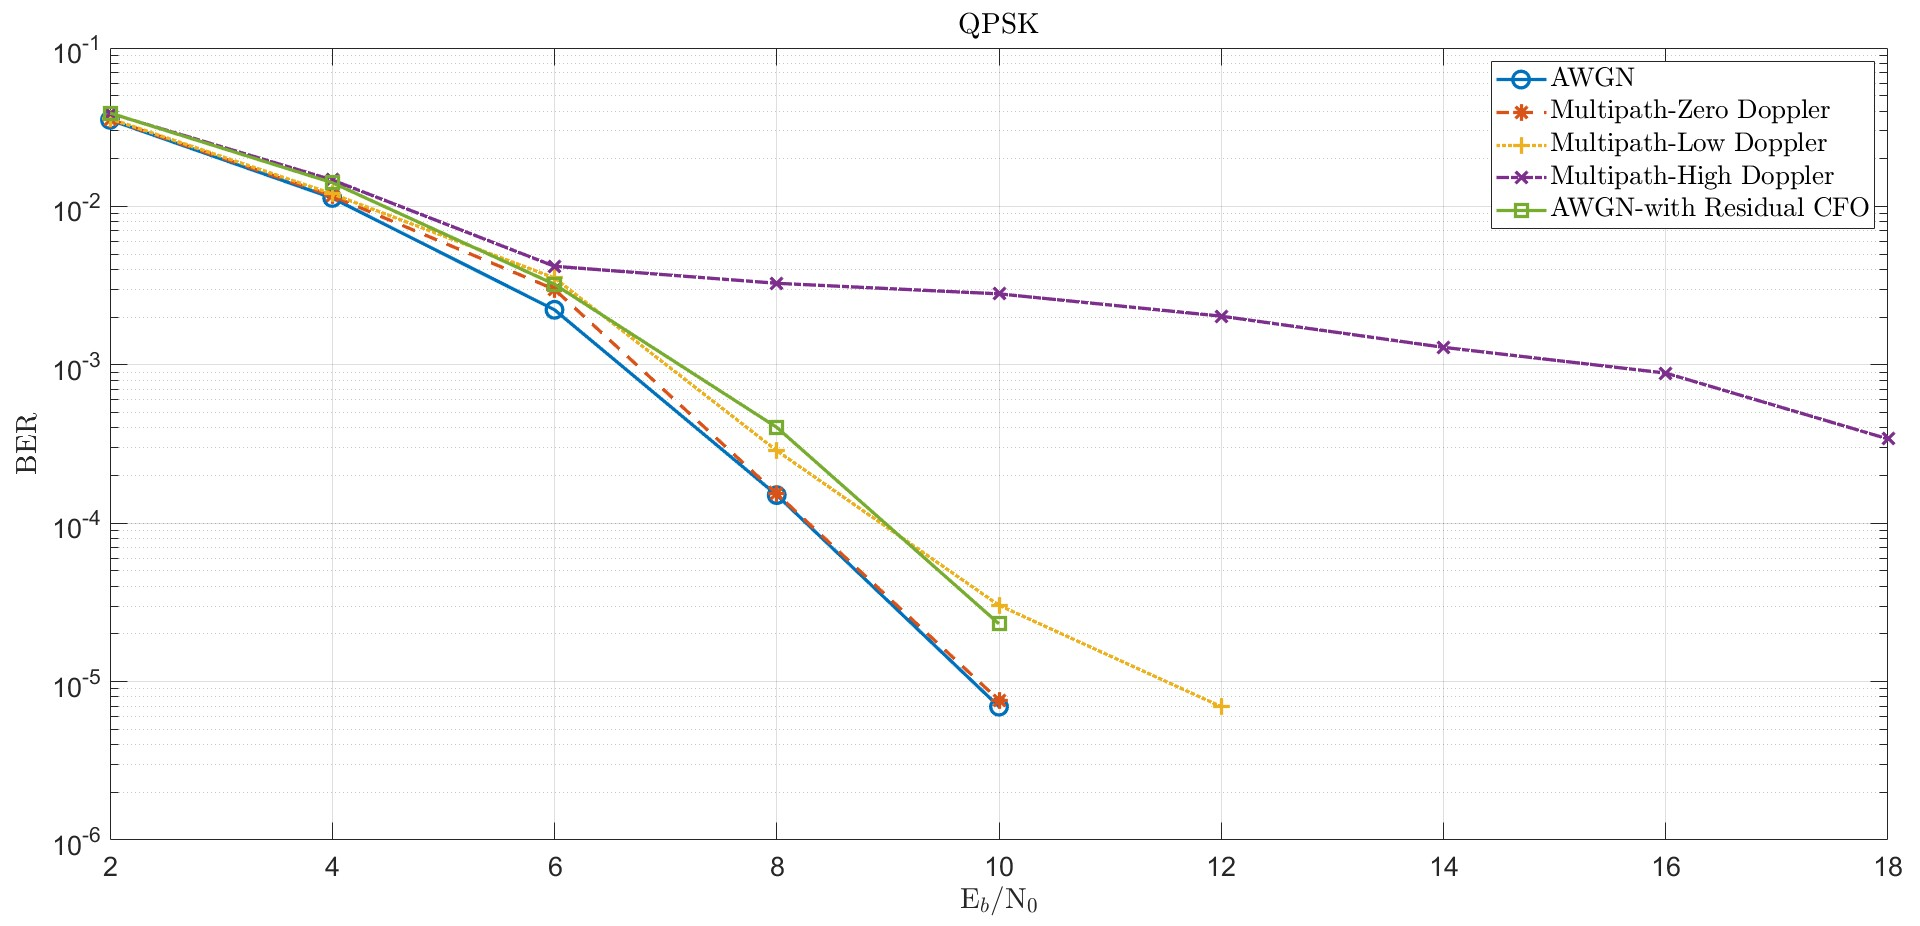 QPSK
10^-1
10^-2
10^-3
10^-4
10^-5
10^-6
BER
AWGN
Multipath-Zero Doppler
Multipath-Low Doppler
Multipath-High Doppler
AWGN-with Residual CFO
2 4 6 8 10 12 14 16 18
E_b/N_0